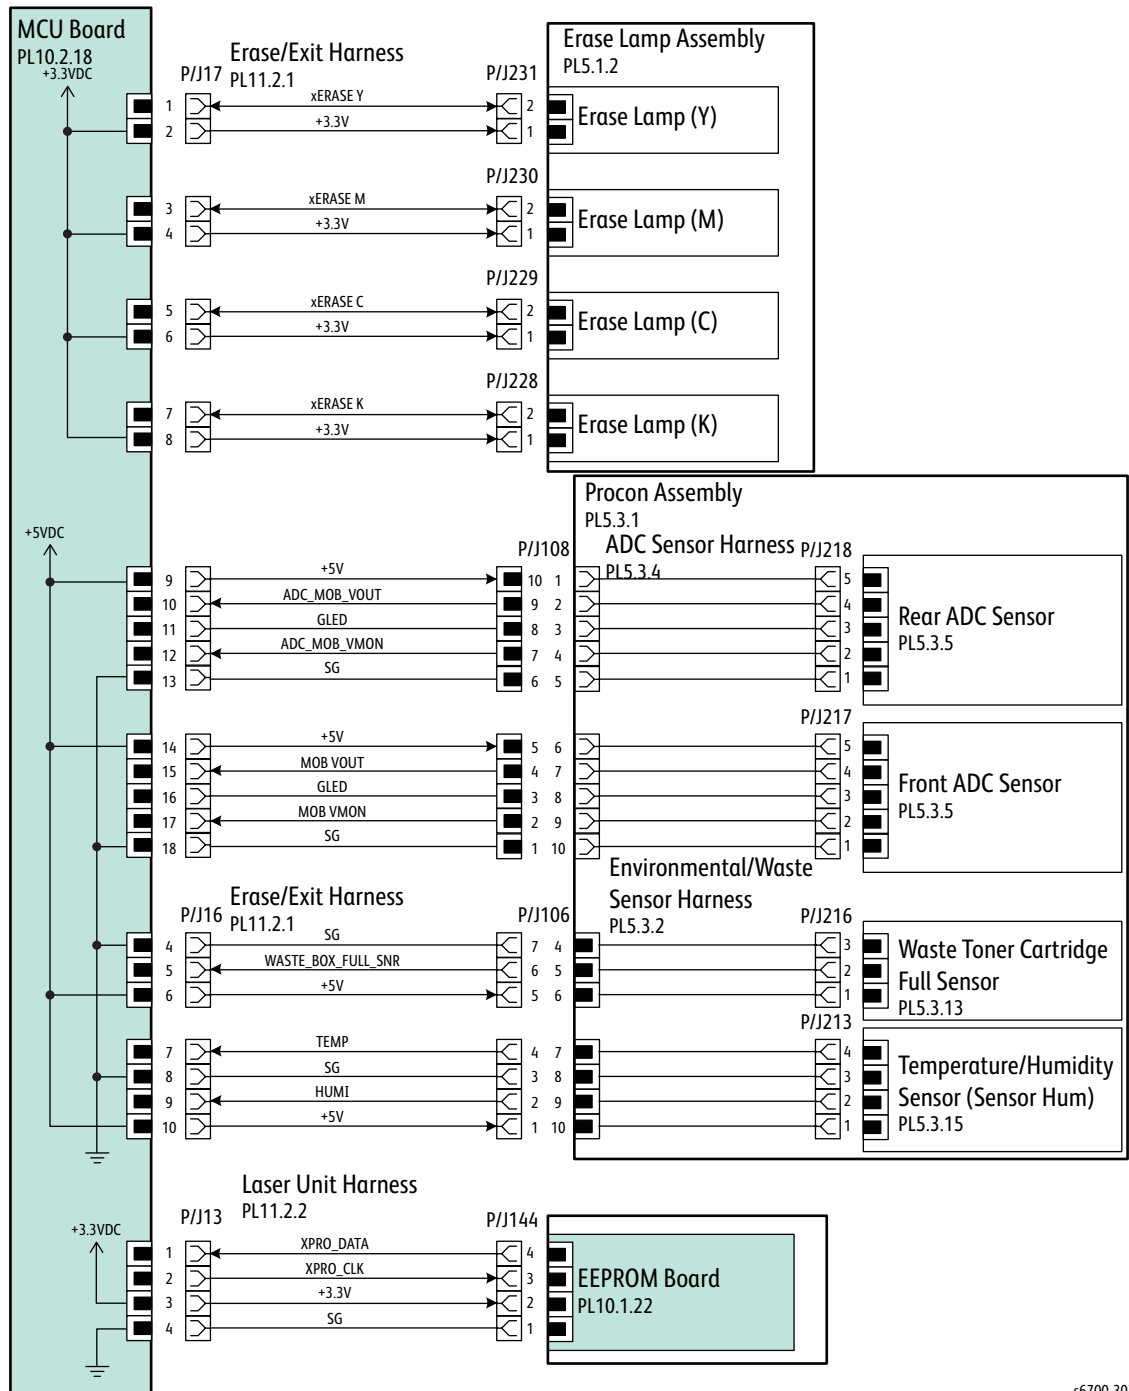 MCU Board
PL10.2.18
+3.3VDC
Erase/Exit Harness
P/J17 PL11.2.1 P/J231
Erase Lamp Assembly
PL5.1.2
1 xERASE Y 2
2 +3.3V 1
Erase Lamp (Y)
P/J230
3 xERASE M 2
4 +3.3V 1
Erase Lamp (M)
P/J229
5 xERASE C 2
6 +3.3V 1
Erase Lamp (C)
P/J228
7 xERASE K 2
8 +3.3V 1
Erase Lamp (K)
Procon Assembly
PL5.3.1
+5VDC
P/J108 ADC Sensor Harness P/J218
PL5.3.4
9 +5V 10 1 5
10 ADC_MOB_VOUT 9 2 4
11 GLED 8 3 3
12 ADC_MOB_VMON 7 4 2
13 SG 6 5 1
Rear ADC Sensor
PL5.3.5
P/J217
14 +5V 5 6 5
15 MOB VOUT 4 7 4
16 GLED 3 8 3
17 MOB VMON 2 9 2
18 SG 1 10 1
Front ADC Sensor
PL5.3.5
Erase/Exit Harness
P/J16 PL11.2.1 P/J106
Environmental/Waste
Sensor Harness
PL5.3.2
P/J216
4 SG 7 4 3
5 WASTE_BOX_FULL_SNR 6 5 2
6 +5V 5 6 1
Waste Toner Cartridge
Full Sensor
PL5.3.13
P/J213
7 TEMP 4 7 4
8 SG 3 8 3
9 HUMI 2 9 2
10 +5V 1 10 1
Temperature/Humidity
Sensor (Sensor Hum)
PL5.3.15
Laser Unit Harness
P/J13 PL11.2.2 P/J144
+3.3VDC
1 XPRO_DATA 4
2 XPRO_CLK 3
3 +3.3V 2
4 SG 1
EEPROM Board
PL10.1.22